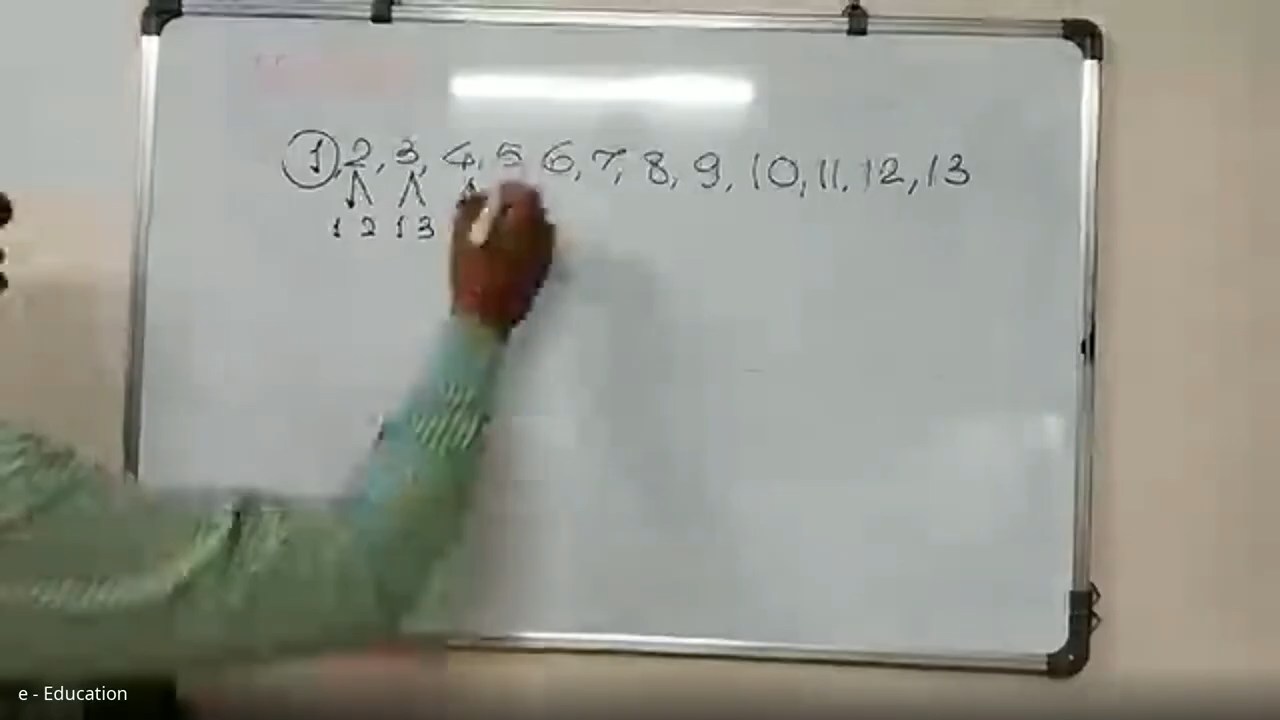 1, 2, 3, 4, 5 6, 7, 8, 9, 10, 11, 12, 13
1 2 1 3
e - Education